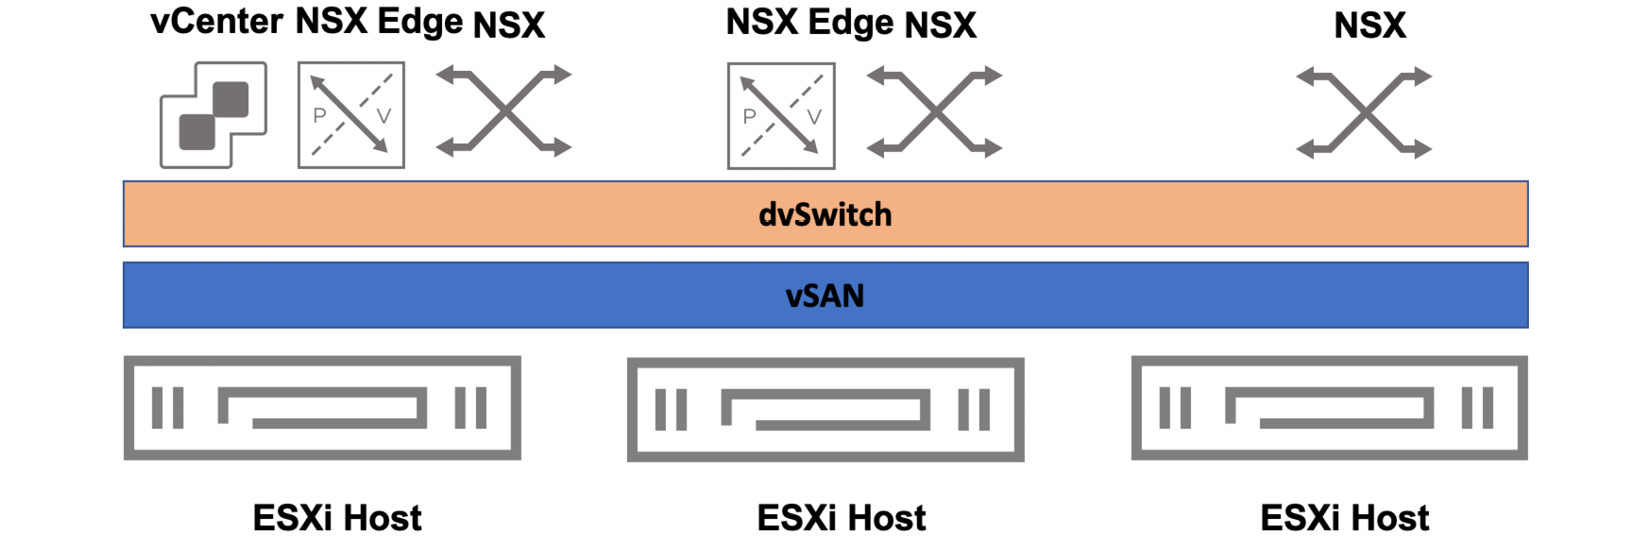 vCenter NSX Edge NSX NSX Edge NSX NSX
P V P V
dvSwitch
vSAN
ESXi Host ESXi Host ESXi Host